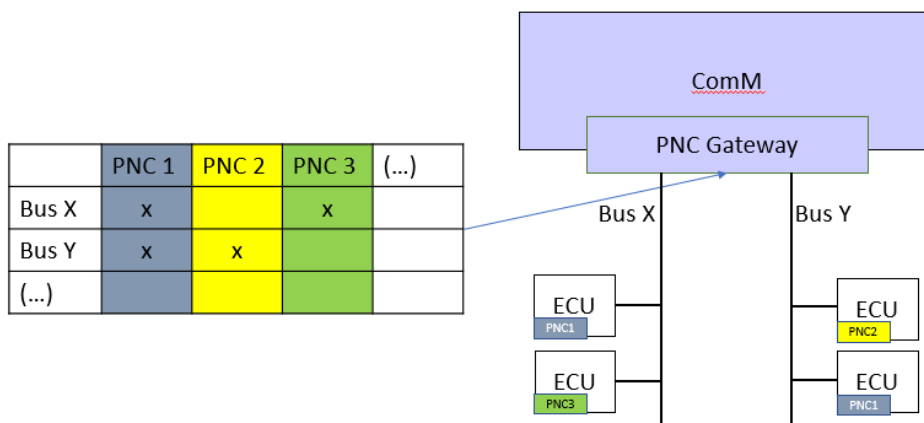 ComM
PNC Gateway
PNC 1 PNC 2 PNC 3 (...)
Bus X x x
Bus Y x x
(...)
Bus X Bus Y
ECU
PNC1
ECU
PNC2
ECU
PNC3
ECU
PNC1